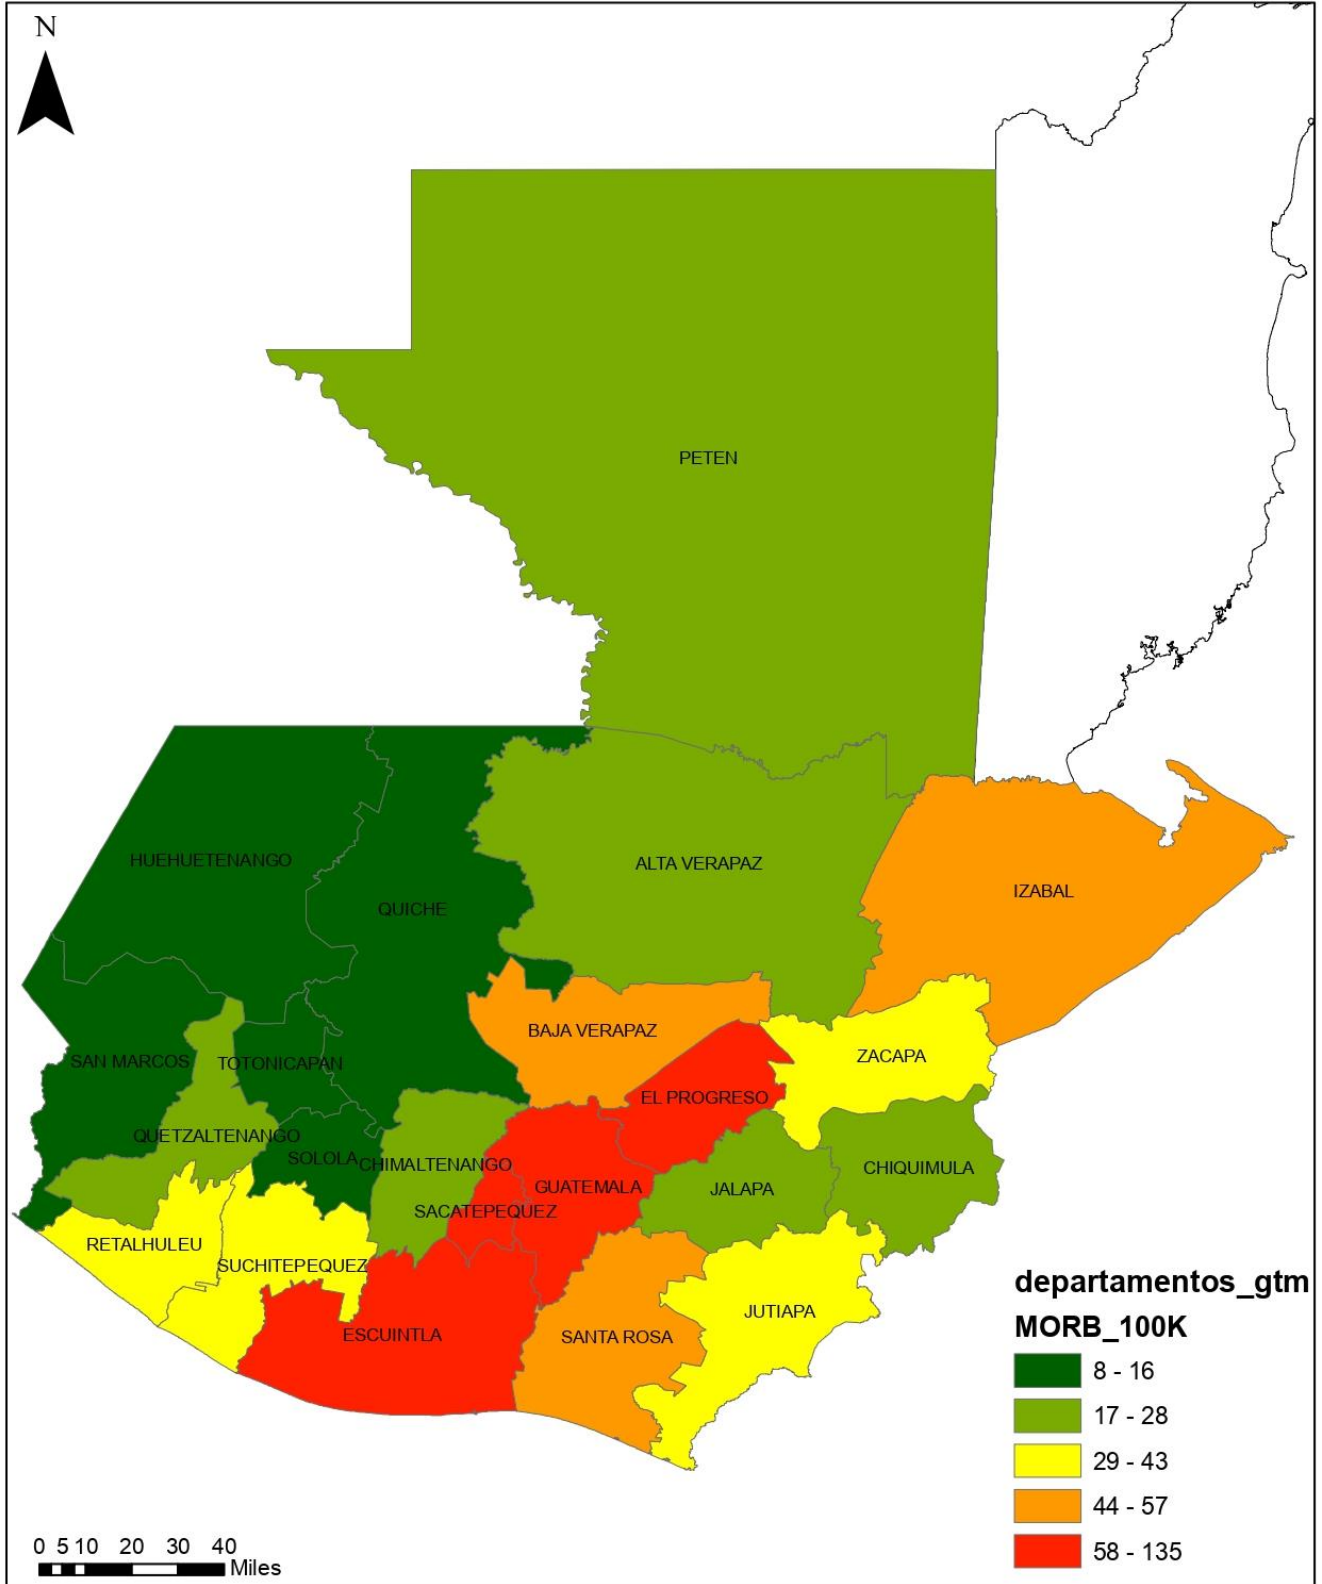 N
PETEN
HUEHUETENANGO
ALTA VERAPAZ
IZABAL
QUICHE
BAJA VERAPAZ
SAN MARCOS
TOTONICAPAN
ZACAPA
EL PROGRESO
QUETZALTENANGO
SOLOLA
CHIMALTENANGO
GUATEMALA
JALAPA
CHIQUIMULA
SACATEPEQUEZ
RETALHULEU
SUCHITEPEQUEZ
ESCUINTLA
SANTA ROSA
JUTIAPA
departamentos_gtm
MORB_100K
8 - 16
17 - 28
29 - 43
44 - 57
58 - 135
0 5 10 20 30 40
Miles